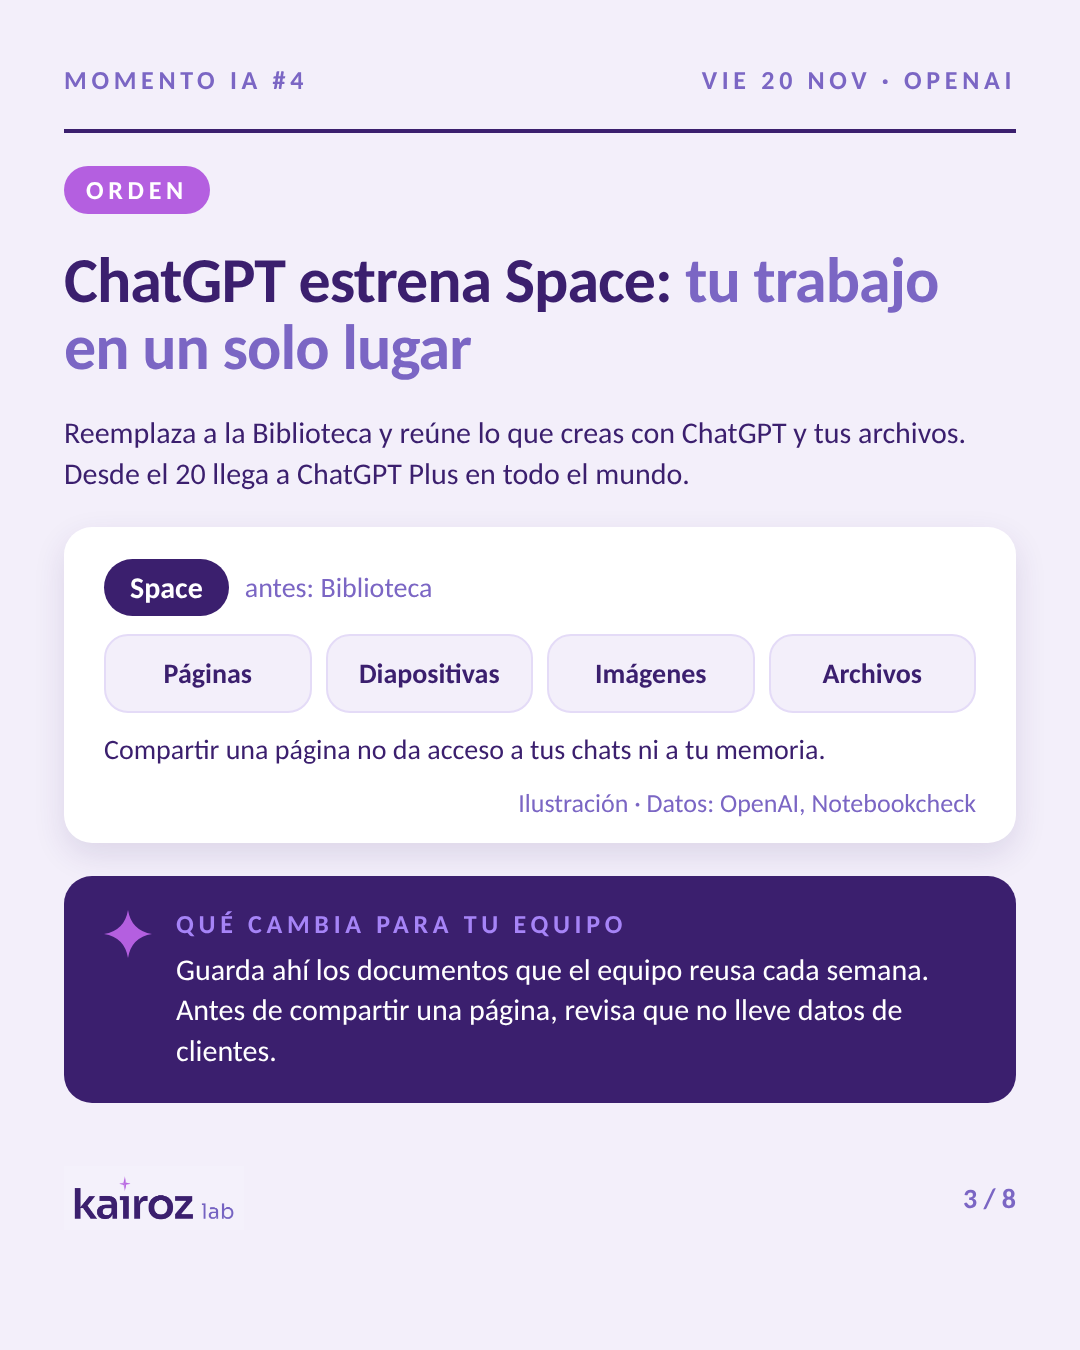 MOMENTO IA #4
VIE 20 NOV · OPENAI
ORDEN
ChatGPT estrena Space: tu trabajo
en un solo lugar
Reemplaza a la Biblioteca y reúne lo que creas con ChatGPT y tus archivos.
Desde el 20 llega a ChatGPT Plus en todo el mundo.
Space antes: Biblioteca
Páginas
Diapositivas
Imágenes
Archivos
Compartir una página no da acceso a tus chats ni a tu memoria.
Ilustración · Datos: OpenAI, Notebookcheck
QUÉ CAMBIA PARA TU EQUIPO
Guarda ahí los documentos que el equipo reusa cada semana.
Antes de compartir una página, revisa que no lleve datos de
clientes.
kairoz lab
3 / 8